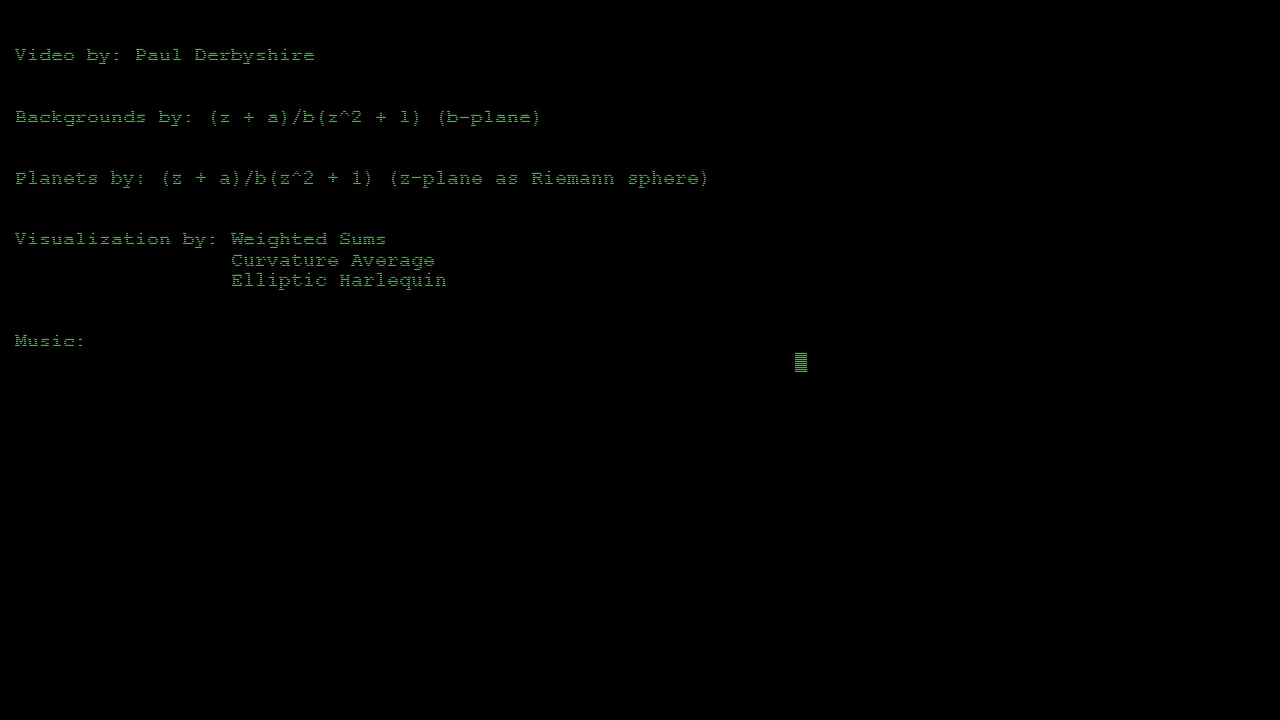 Video by: Paul Derbyshire
Backgrounds by: (z + a)/b(z^2 + 1) (b-plane)
Planets by: (z + a)/b(z^2 + 1) (z-plane as Riemann sphere)
Visualization by: Weighted Sums
Curvature Average
Elliptic Harlequin
Music: